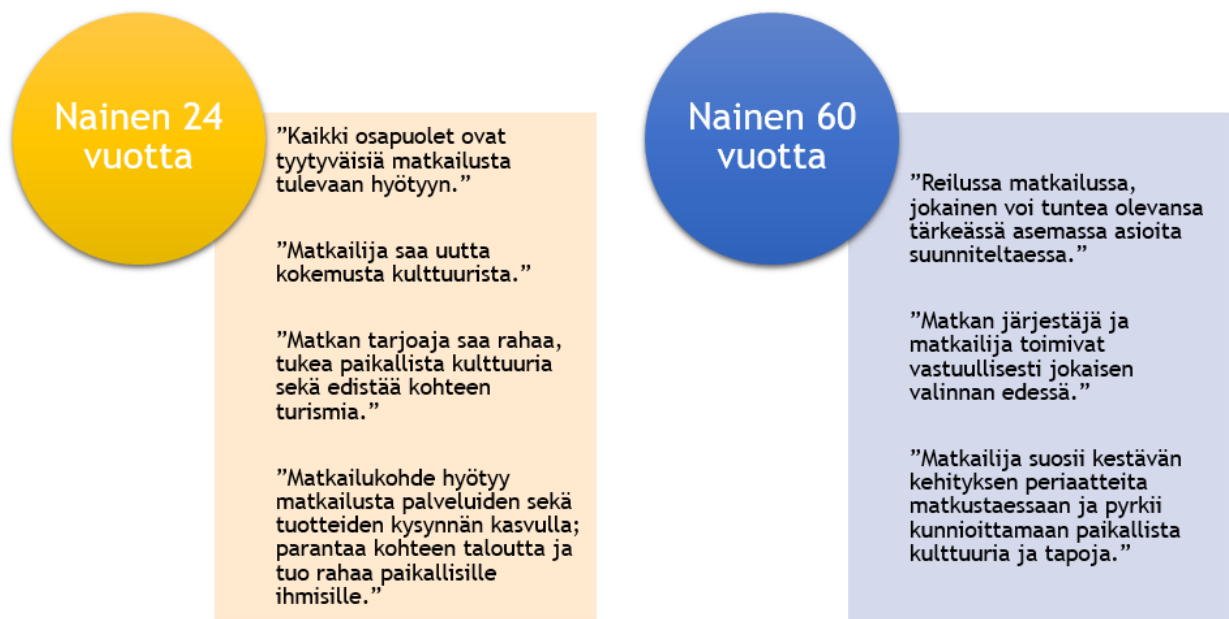 Nainen 24
vuotta
”Kaikki osapuolet ovat
tyytyväisiä matkailusta
tulevaan hyötyyn.”
”Matkailija saa uutta
kokemusta kulttuurista.”
”Matkan tarjoaja saa rahaa,
tukea paikallista kulttuuria
sekä edistää kohteen
turismia.”
”Matkailukohde hyötyy
matkailusta palveluiden sekä
tuotteiden kysynnän kasvulla;
parantaa kohteen taloutta ja
tuo rahaa paikallisille
ihmisille.”
Nainen 60
vuotta
”Reilussa matkailussa,
jokainen voi tuntea olevansa
tärkeässä asemassa asioita
suunniteltaessa.”
”Matkan järjestäjä ja
matkailija toimivat
vastuullisesti jokaisen
valinnan edessä.”
”Matkailija suosii kestävän
kehityksen periaatteita
matkustaessaan ja pyrkii
kunnioittamaan paikallista
kulttuuria ja tapoja.”